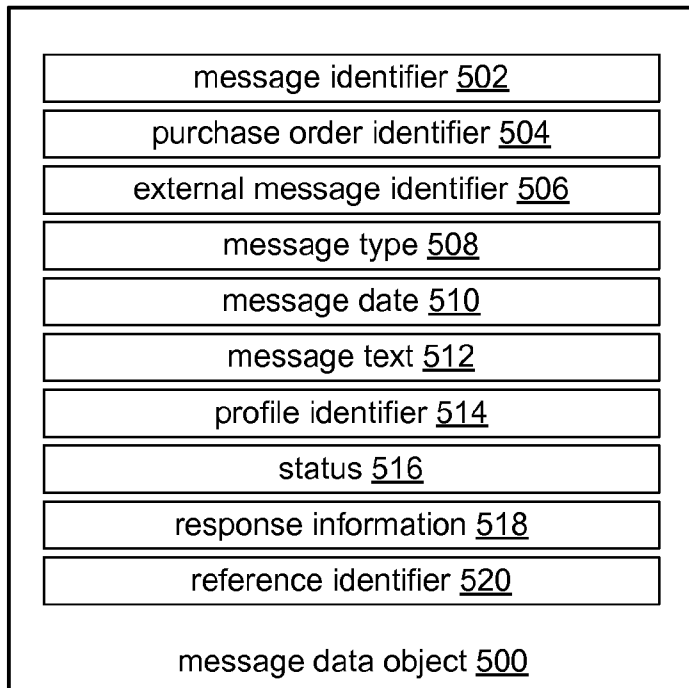 message identifier 502
purchase order identifier 504
external message identifier 506
message type 508
message date 510
message text 512
profile identifier 514
status 516
response information 518
reference identifier 520
message data object 500